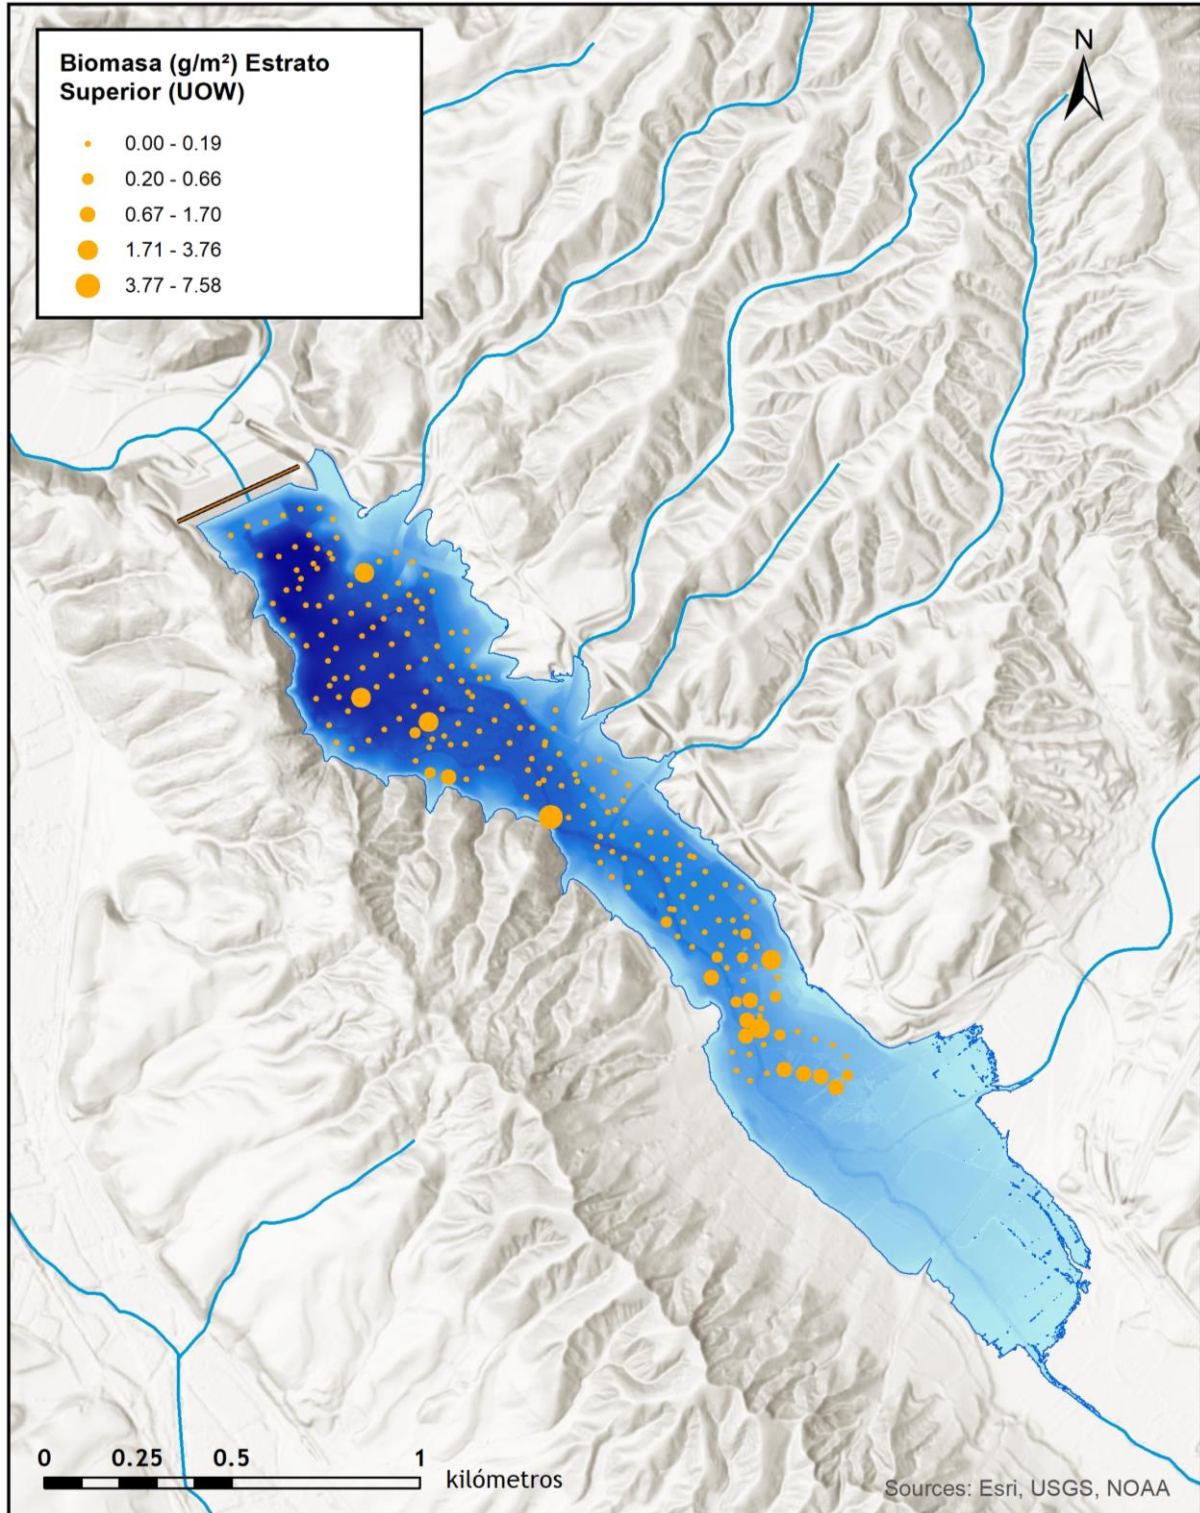 Biomasa (g/m²) Estrato
Superior (UOW)
0.00 - 0.19
0.20 - 0.66
0.67 - 1.70
1.71 - 3.76
3.77 - 7.58
N
0 0.25 0.5 1
kilómetros
Sources: Esri, USGS, NOAA